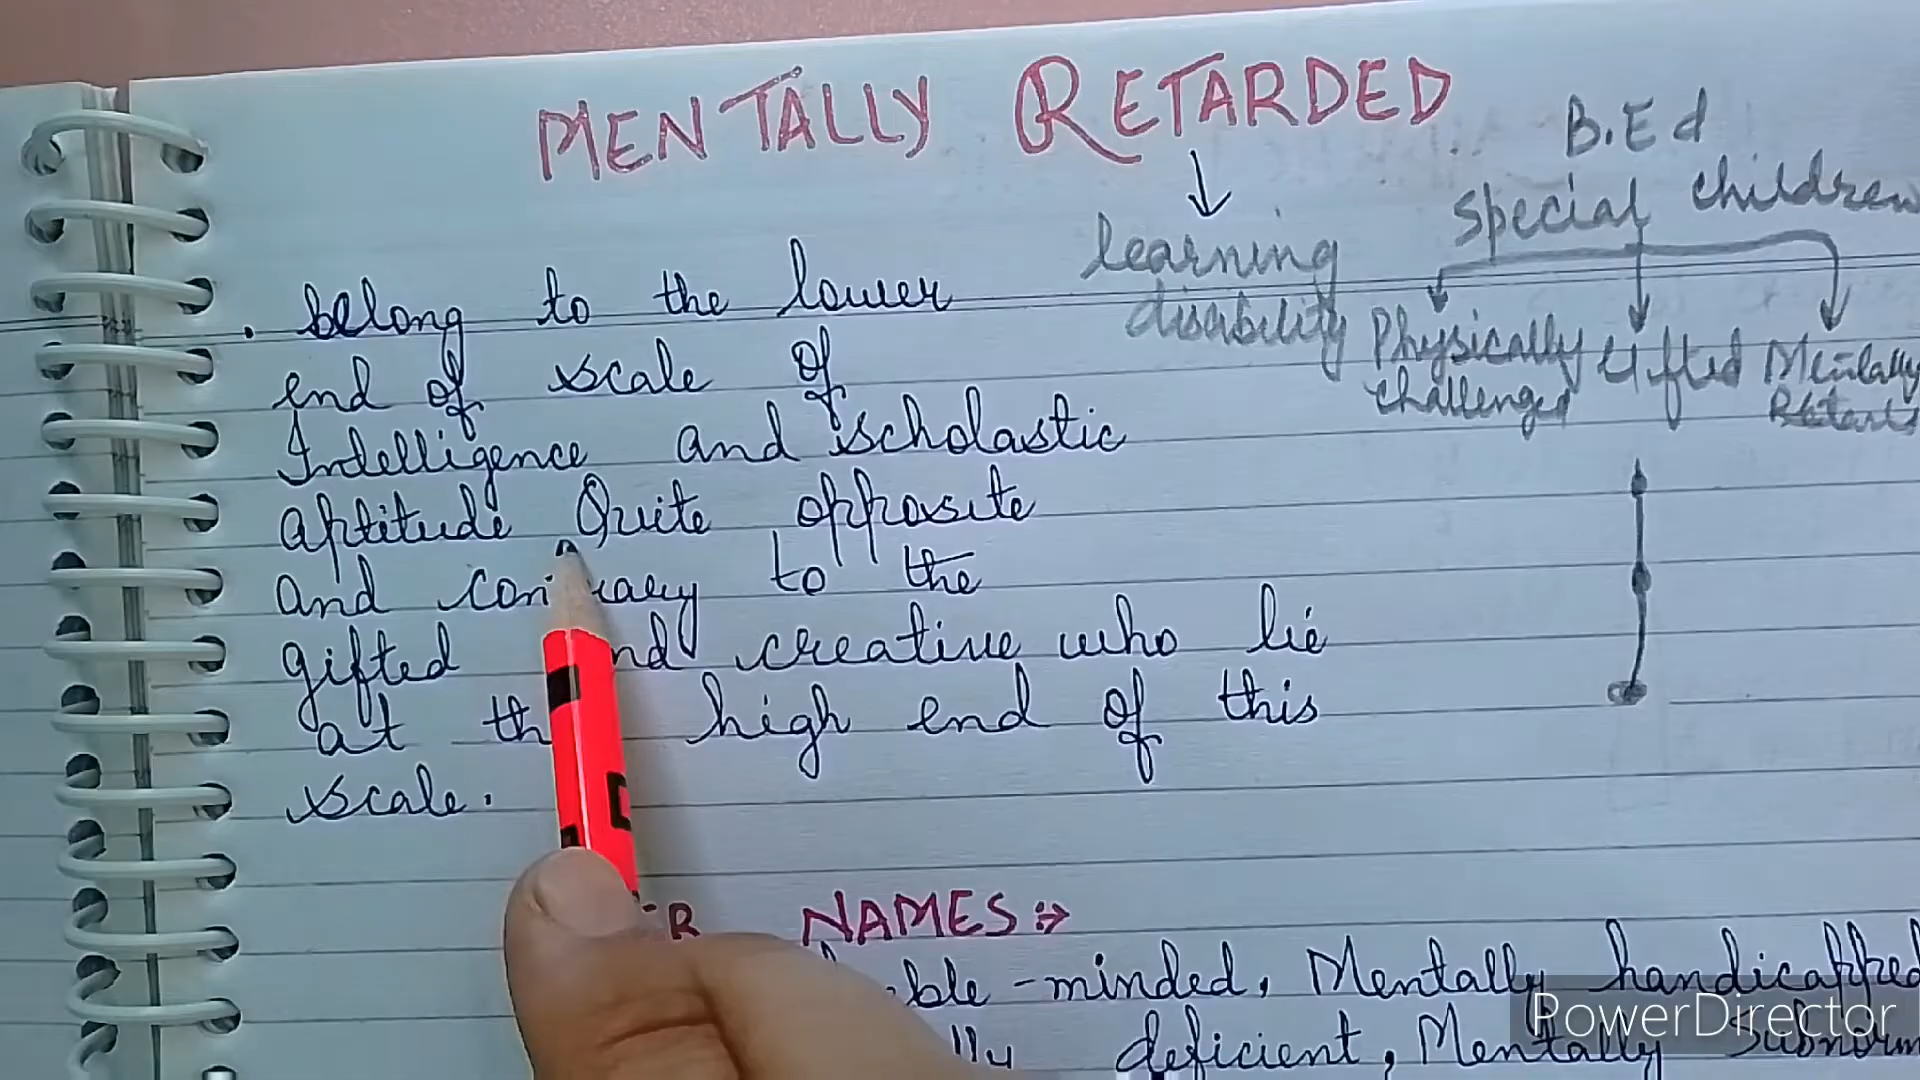 MENTALLY RETARDED
B.Ed
special children
learning
disability
Physically
challenged
Gifted
Mentally
. belong to the lower
end of scale of
Intelligence and scholastic
aptitude Quite opposite
and to the
gifted and creative who lie
at the high end of this
scale.
NAMES :->
-minded, Mentally handicapped
deficient, Mentally
PowerDirector